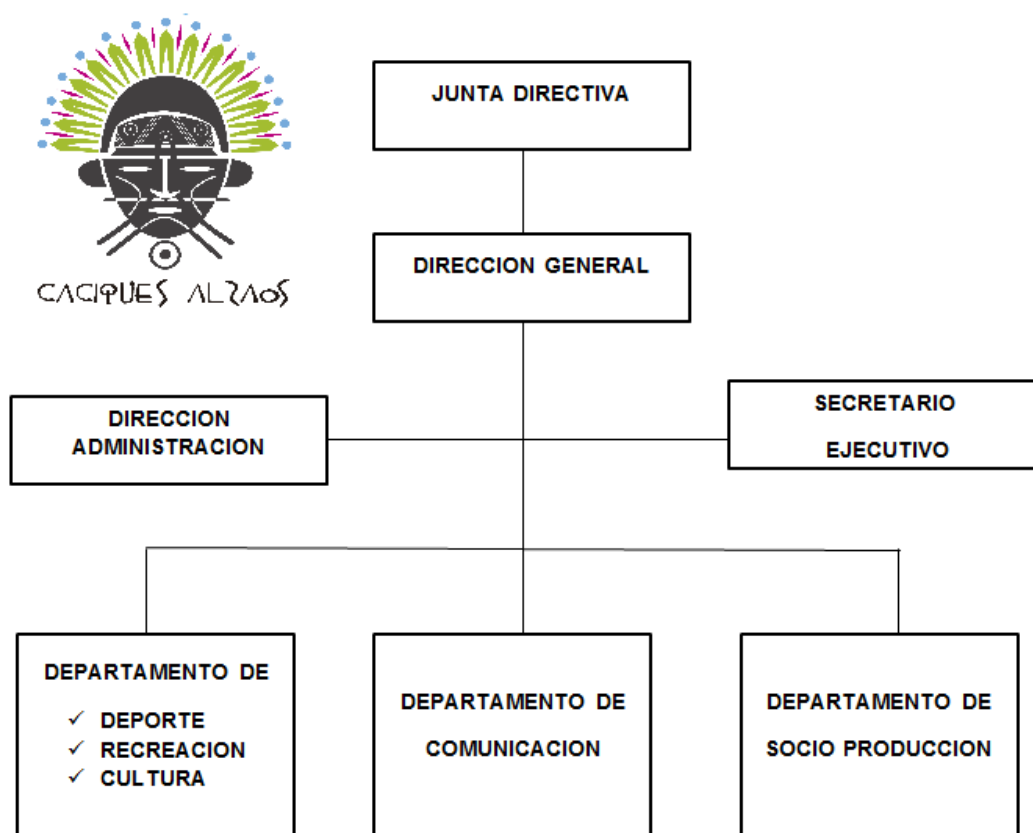 CACIQUES ALZAOS
JUNTA DIRECTIVA
DIRECCION GENERAL
DIRECCION
ADMINISTRACION
SECRETARIO
EJECUTIVO
DEPARTAMENTO DE
✓ DEPORTE
✓ RECREACION
✓ CULTURA
DEPARTAMENTO DE
COMUNICACION
DEPARTAMENTO DE
SOCIO PRODUCCION